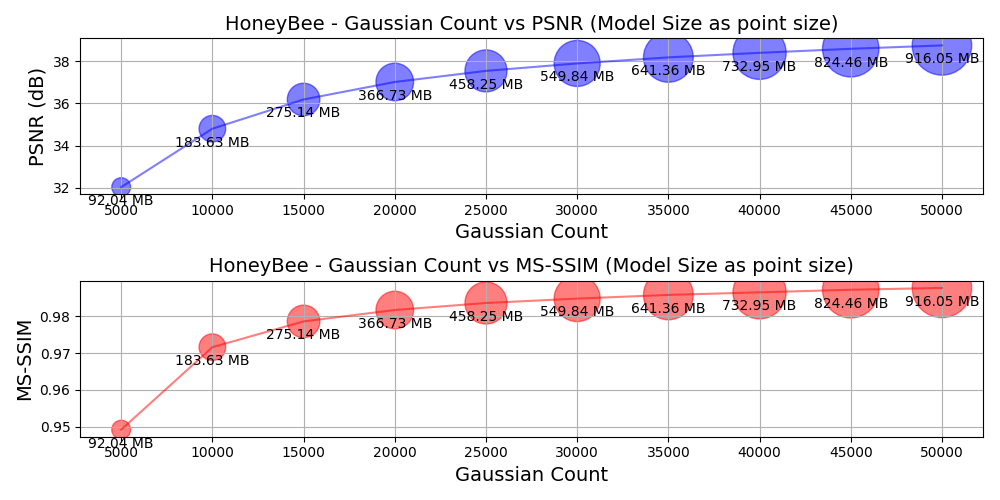 HoneyBee - Gaussian Count vs PSNR (Model Size as point size)
PSNR (dB)
38
36
34
32
92.04 MB
183.63 MB
275.14 MB
366.73 MB
458.25 MB
549.84 MB
641.36 MB
732.95 MB
824.46 MB
916.05 MB
5000 10000 15000 20000 25000 30000 35000 40000 45000 50000
Gaussian Count
HoneyBee - Gaussian Count vs MS-SSIM (Model Size as point size)
MS-SSIM
0.98
0.97
0.96
0.95
92.04 MB
183.63 MB
275.14 MB
366.73 MB
458.25 MB
549.84 MB
641.36 MB
732.95 MB
824.46 MB
916.05 MB
5000 10000 15000 20000 25000 30000 35000 40000 45000 50000
Gaussian Count